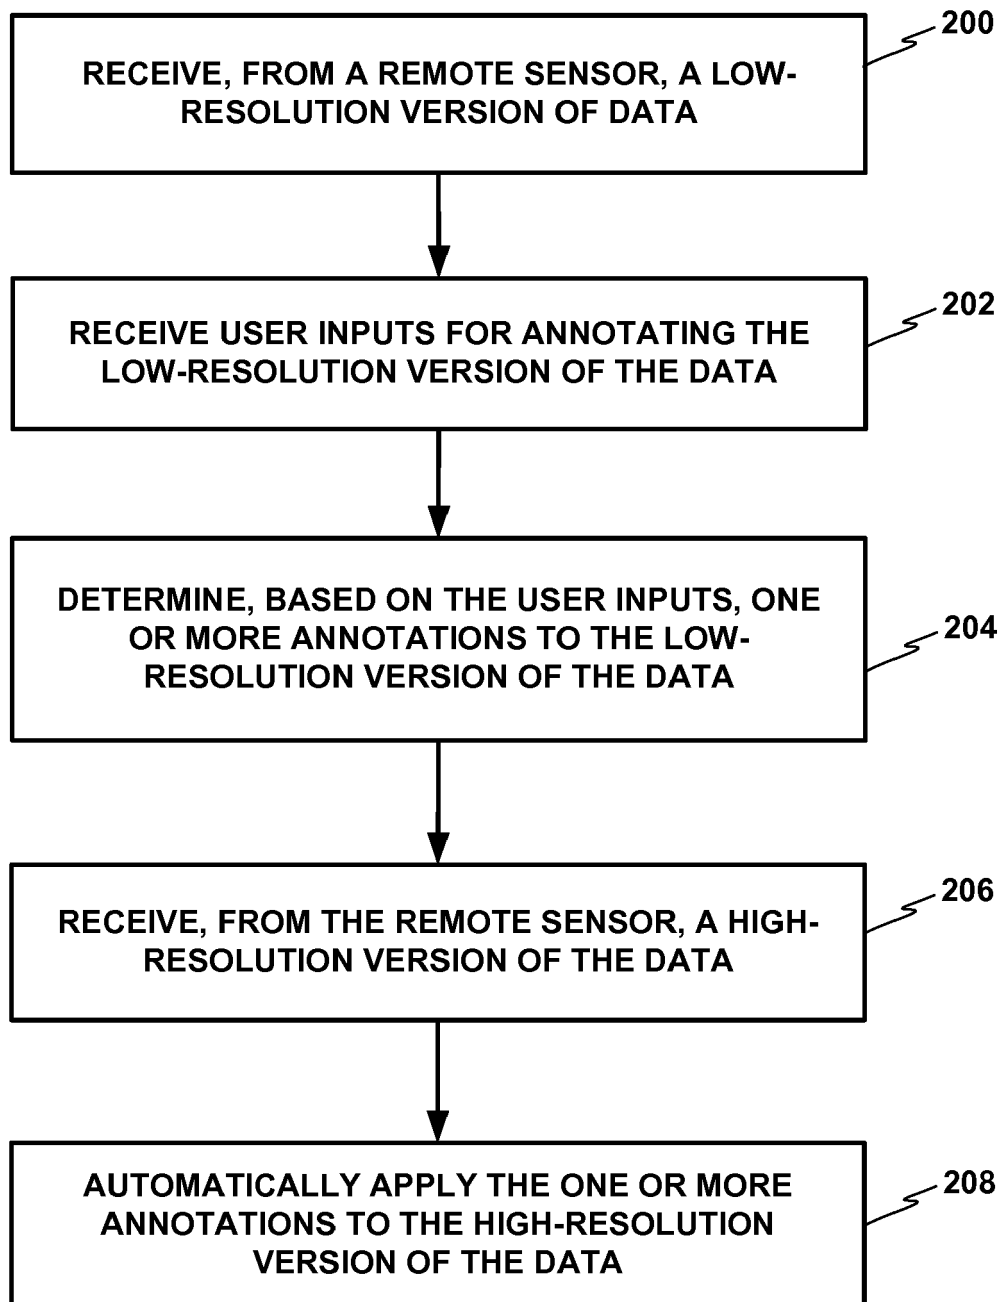 200
RECEIVE, FROM A REMOTE SENSOR, A LOW-
RESOLUTION VERSION OF DATA
202
RECEIVE USER INPUTS FOR ANNOTATING THE
LOW-RESOLUTION VERSION OF THE DATA
204
DETERMINE, BASED ON THE USER INPUTS, ONE
OR MORE ANNOTATIONS TO THE LOW-
RESOLUTION VERSION OF THE DATA
206
RECEIVE, FROM THE REMOTE SENSOR, A HIGH-
RESOLUTION VERSION OF THE DATA
208
AUTOMATICALLY APPLY THE ONE OR MORE
ANNOTATIONS TO THE HIGH-RESOLUTION
VERSION OF THE DATA